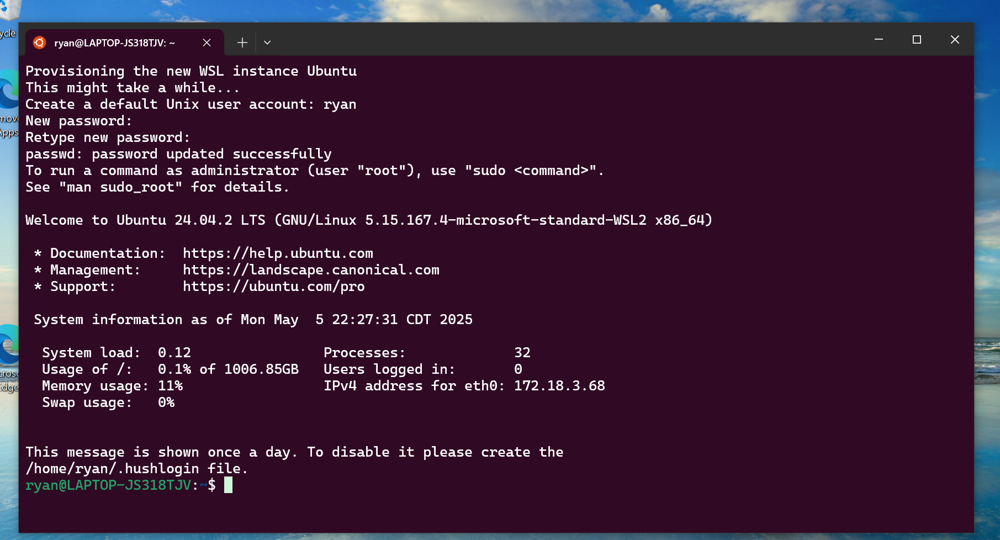 ycle
ryan@LAPTOP-JS318TJV: ~
Provisioning the new WSL instance Ubuntu
This might take a while...
Create a default Unix user account: ryan
New password:
Retype new password:
passwd: password updated successfully
To run a command as administrator (user "root"), use "sudo <command>".
See "man sudo_root" for details.
Welcome to Ubuntu 24.04.2 LTS (GNU/Linux 5.15.167.4-microsoft-standard-WSL2 x86_64)
* Documentation:  https://help.ubuntu.com
* Management:     https://landscape.canonical.com
* Support:        https://ubuntu.com/pro
System information as of Mon May  5 22:27:31 CDT 2025
System load:  0.12                Processes:             32
Usage of /:   0.1% of 1006.85GB   Users logged in:       0
Memory usage: 11%                 IPv4 address for eth0: 172.18.3.68
Swap usage:   0%
This message is shown once a day. To disable it please create the
/home/ryan/.hushlogin file.
ryan@LAPTOP-JS318TJV:~$
move
Apps
cros
Edge